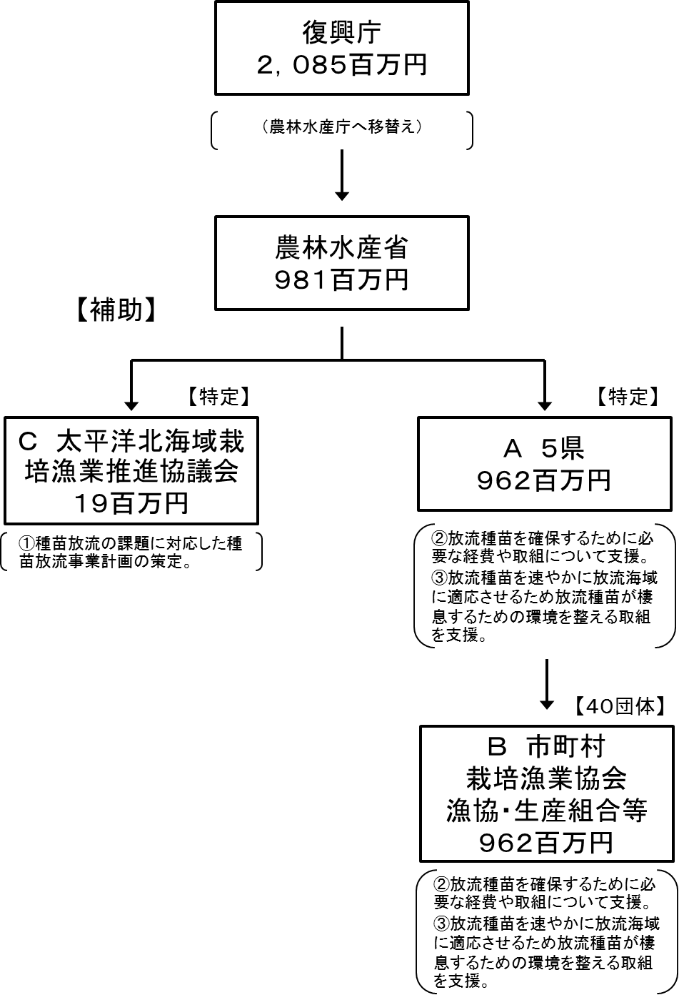 復興庁
２，０８５百万円
（農林水産庁へ移替え）
農林水産省
９８１百万円
【補助】
【特定】
Ｃ　太平洋北海域栽
培漁業推進協議会
１９百万円
①種苗放流の課題に対応した種
苗放流事業計画の策定。
【特定】
Ａ　５県
９６２百万円
②放流種苗を確保するために必
要な経費や取組について支援。
③放流種苗を速やかに放流海域
に適応させるため放流種苗が棲
息するための環境を整える取組
を支援。
【４０団体】
Ｂ　市町村
栽培漁業協会
漁協・生産組合等
９６２百万円
②放流種苗を確保するために必
要な経費や取組について支援。
③放流種苗を速やかに放流海域
に適応させるため放流種苗が棲
息するための環境を整える取組
を支援。